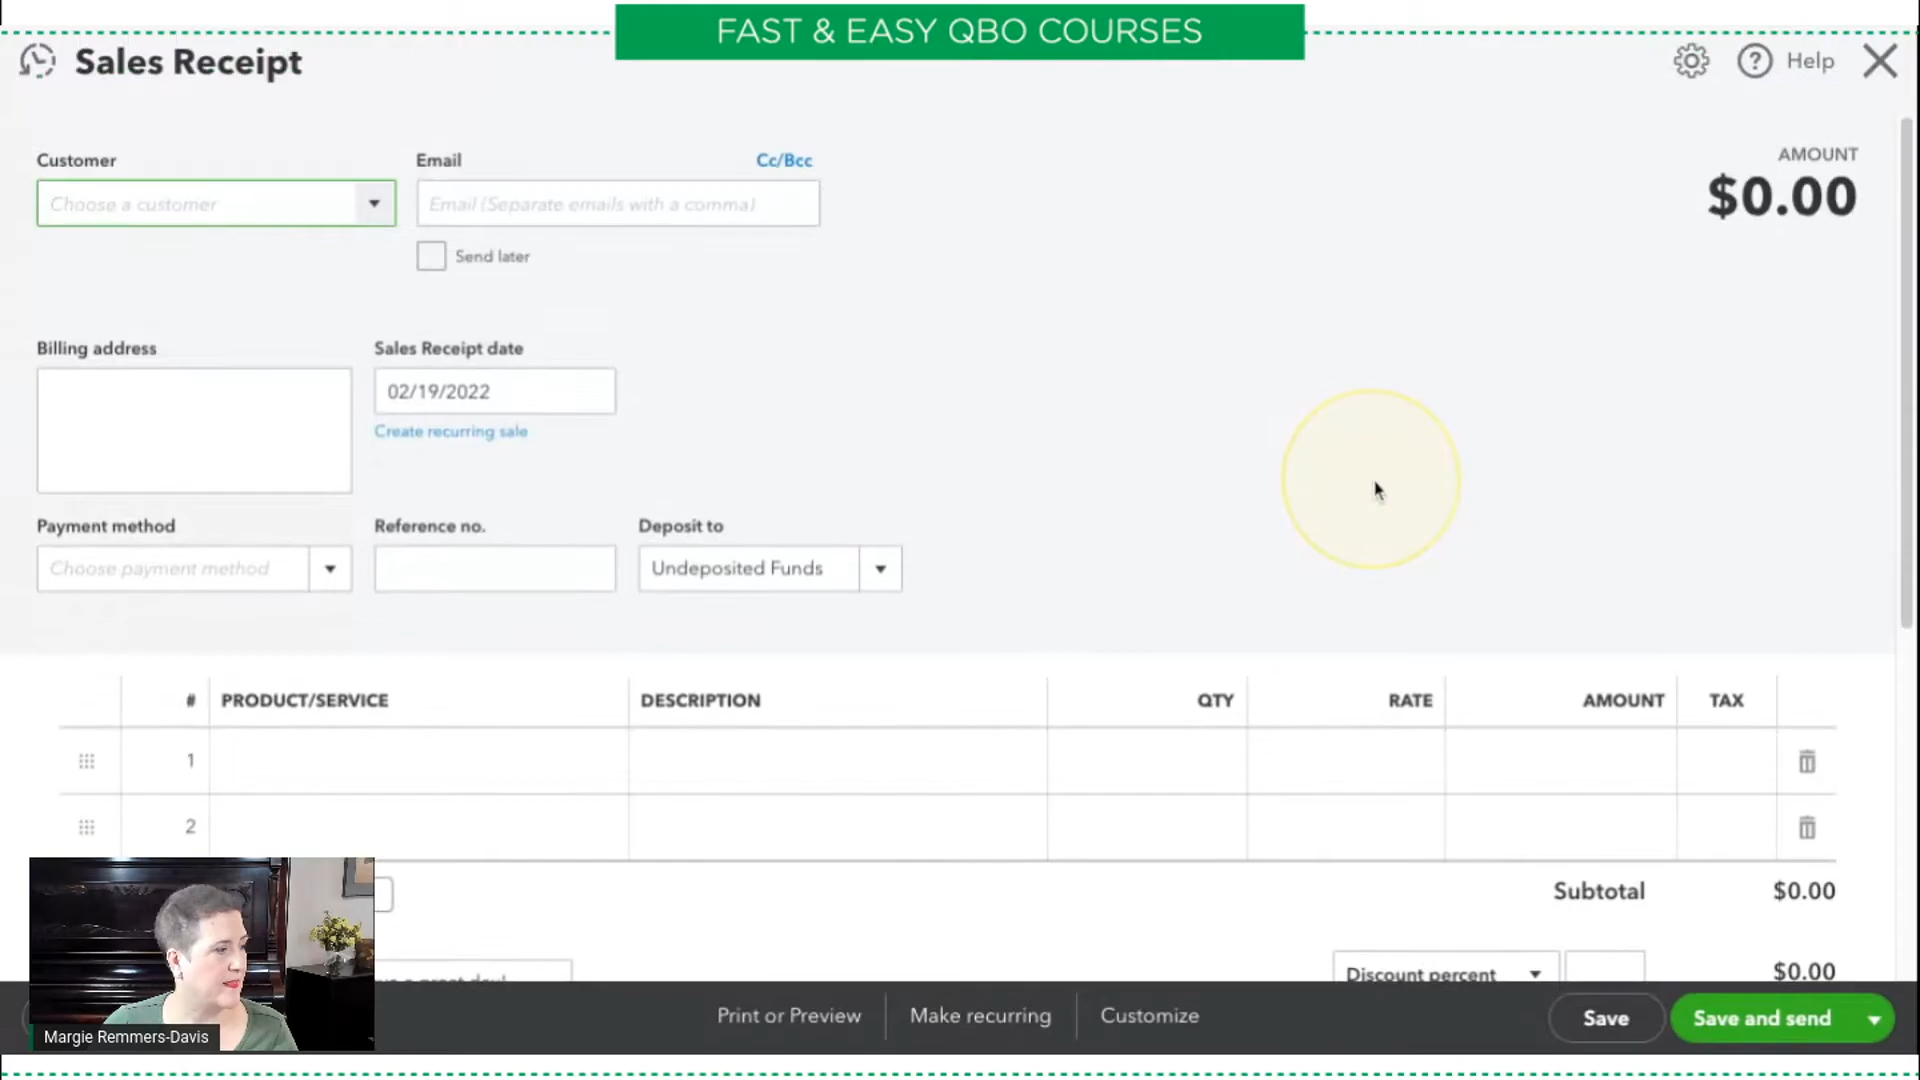 FAST & EASY QBO COURSES
Sales Receipt
Help
Customer
Email
Cc/Bcc
AMOUNT
Choose a customer
Email (Separate emails with a comma)
$0.00
Send later
Billing address
Sales Receipt date
02/19/2022
Create recurring sale
Payment method
Reference no.
Deposit to
Choose payment method
Undeposited Funds
# PRODUCT/SERVICE DESCRIPTION QTY RATE AMOUNT TAX
1
2
Subtotal $0.00
great day!
Discount percent $0.00
Print or Preview
Make recurring
Customize
Save
Save and send
Margie Remmers-Davis